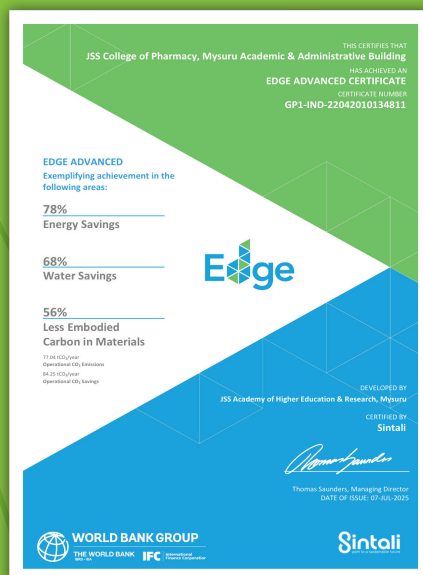 THIS CERTIFIES THAT
JSS College of Pharmacy, Mysuru Academic & Administrative Building
HAS ACHIEVED AN
EDGE ADVANCED CERTIFICATE
CERTIFICATE NUMBER
GP1-IND-22042010134811
EDGE ADVANCED
Exemplifying achievement in the
following areas:
78%
Energy Savings
68%
Water Savings
56%
Less Embodied
Carbon in Materials
77.04 tCO₂/year
Operational CO₂ Emissions
84.25 tCO₂/year
Operational CO₂ Savings
Edge
DEVELOPED BY
JSS Academy of Higher Education & Research, Mysuru
CERTIFIED BY
Sintali
Thomas Saunders
Thomas Saunders, Managing Director
DATE OF ISSUE: 07-JUL-2025
WORLD BANK GROUP
THE WORLD BANK
IBRD • IDA
IFC International
Finance Corporation
Sintali